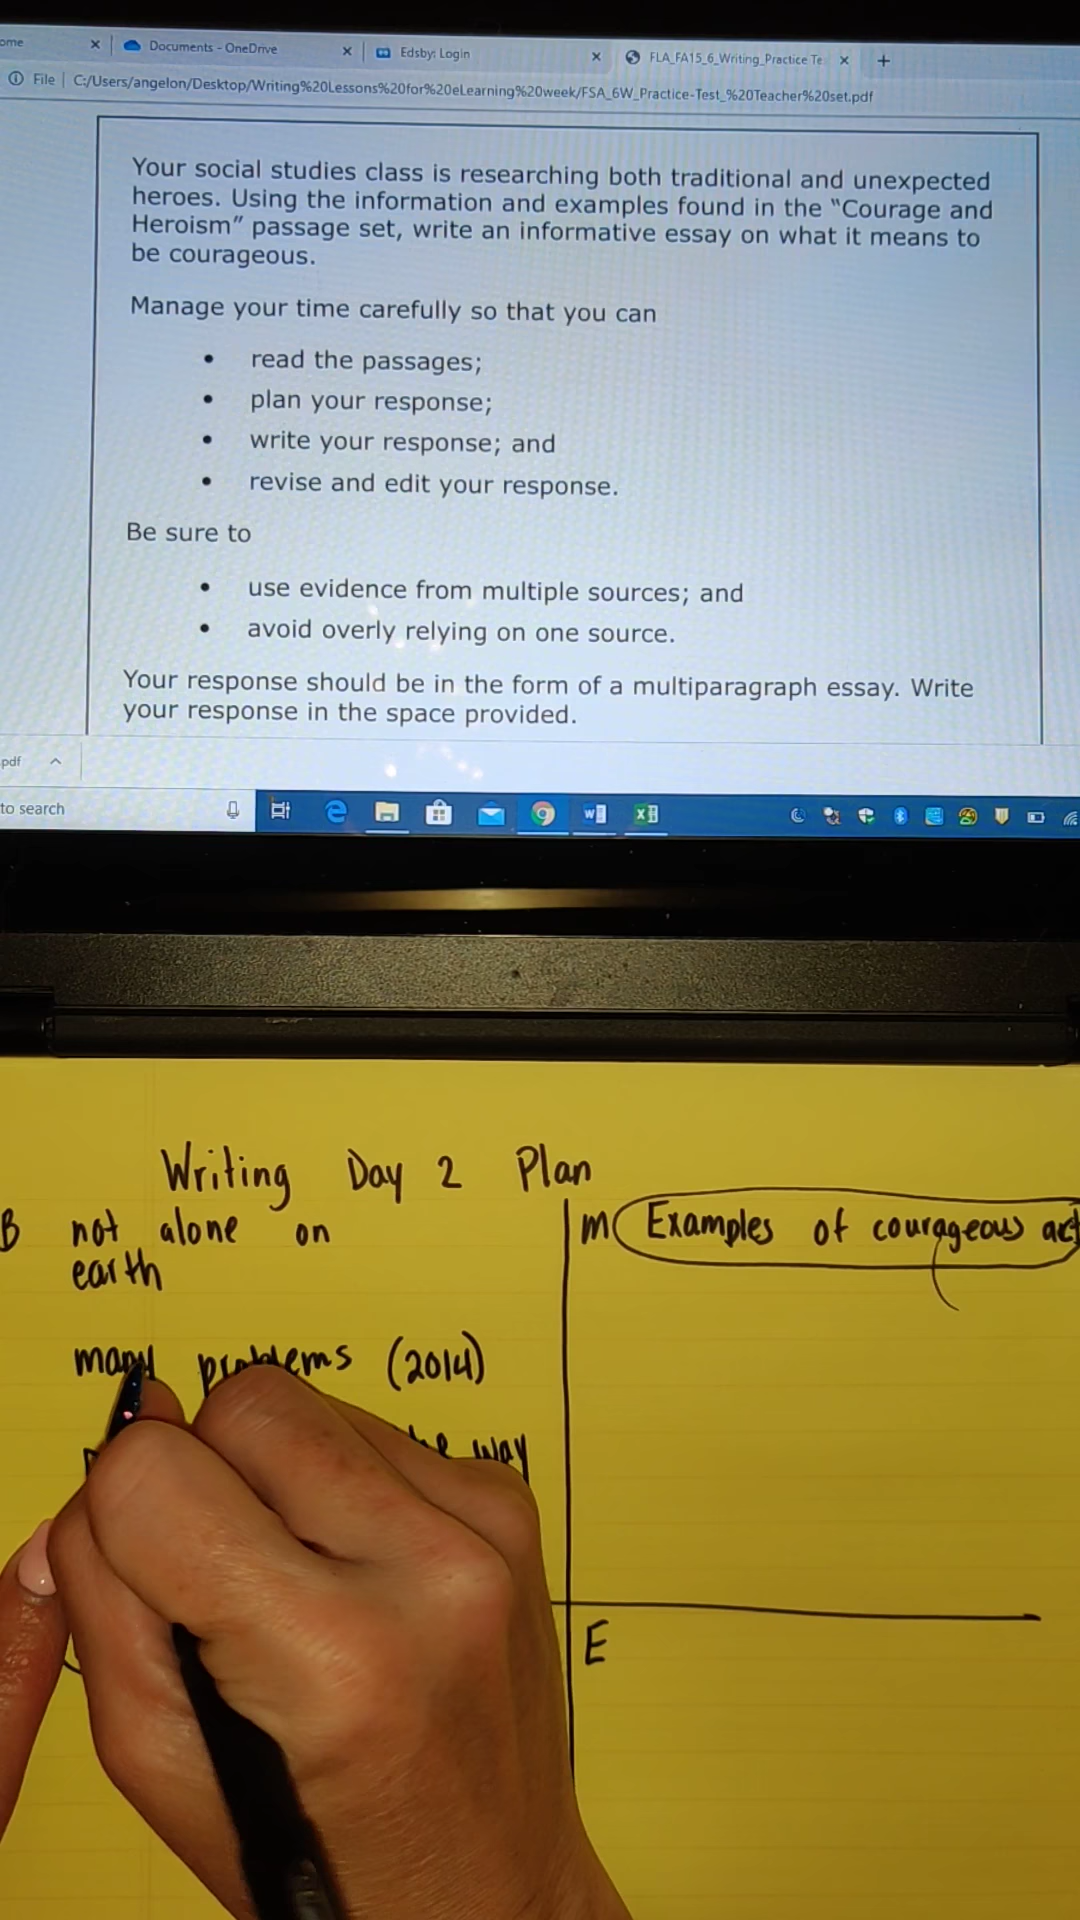 ome
Documents - OneDrive
Edsby: Login
FLA_FA15_6_Writing_Practice Te
File | C:/Users/angelon/Desktop/Writing%20Lessons%20for%20eLearning%20week/FSA_6W_Practice-Test_%20Teacher%20set.pdf
Your social studies class is researching both traditional and unexpected
heroes. Using the information and examples found in the “Courage and
Heroism” passage set, write an informative essay on what it means to
be courageous.
Manage your time carefully so that you can
• read the passages;
• plan your response;
• write your response; and
• revise and edit your response.
Be sure to
• use evidence from multiple sources; and
• avoid overly relying on one source.
Your response should be in the form of a multiparagraph essay. Write
your response in the space provided.
pdf
to search
Writing Day 2 Plan
B not alone on
earth
many problems (2014)
way
M Examples of courageous act
E